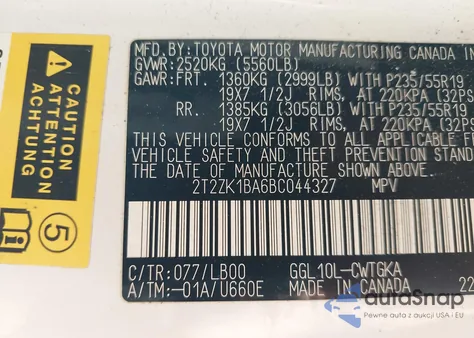 MFD.BY:TOYOTA MOTOR MANUFACTURING CANADA IN
GVWR:2520KG (5560LB)
GAWR:FRT. 1360KG (2999LB) WITH P235/55R19
19X7 1/2J RIMS, AT 220KPA (32PS
RR. 1385KG (3056LB) WITH P235/55R19
19X7 1/2J RIMS, AT 220KPA (32PS
THIS VEHICLE CONFORMS TO ALL APPLICABLE FE
VEHICLE SAFETY AND THEFT PREVENTION STANDA
THE DATE OF MANUFACTURE SHOWN ABOVE.
2T2ZK1BA6BC044327 MPV
C/TR:077/LB00 GGL10L-CWTGKA
A/TM:-01A/U660E MADE IN CANADA 22
CAUTION
ATTENTION
Achtung
5
autoSnap
Pewne auta z aukcji USA i EU